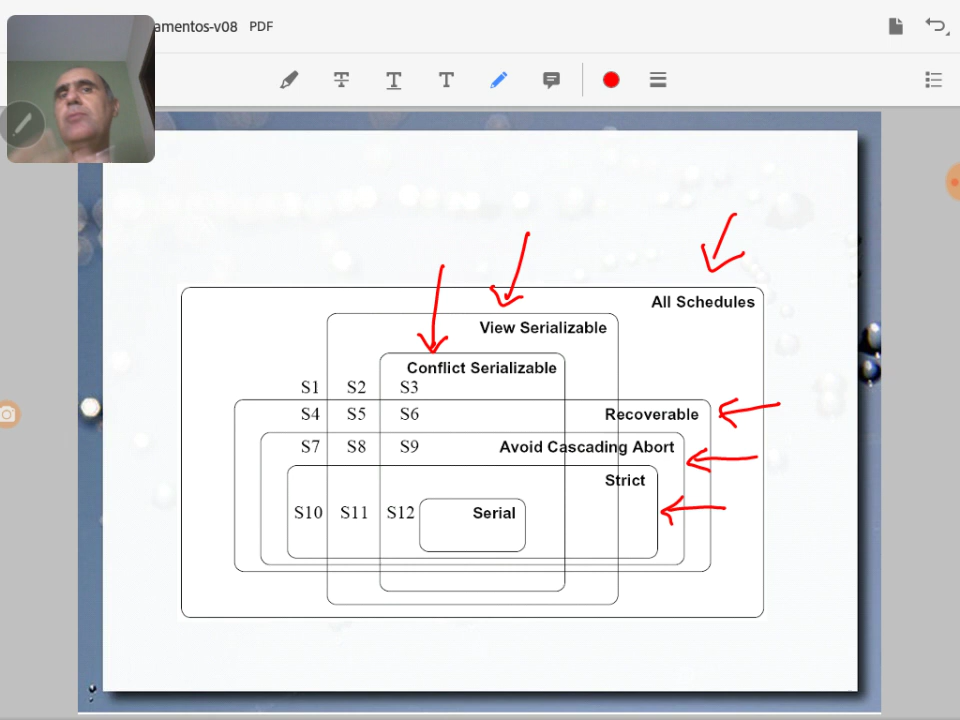 amentos-v08 PDF
T T T
All Schedules
View Serializable
Conflict Serializable
S1 S2 S3
S4 S5 S6 Recoverable
S7 S8 S9 Avoid Cascading Abort
Strict
S10 S11 S12 Serial